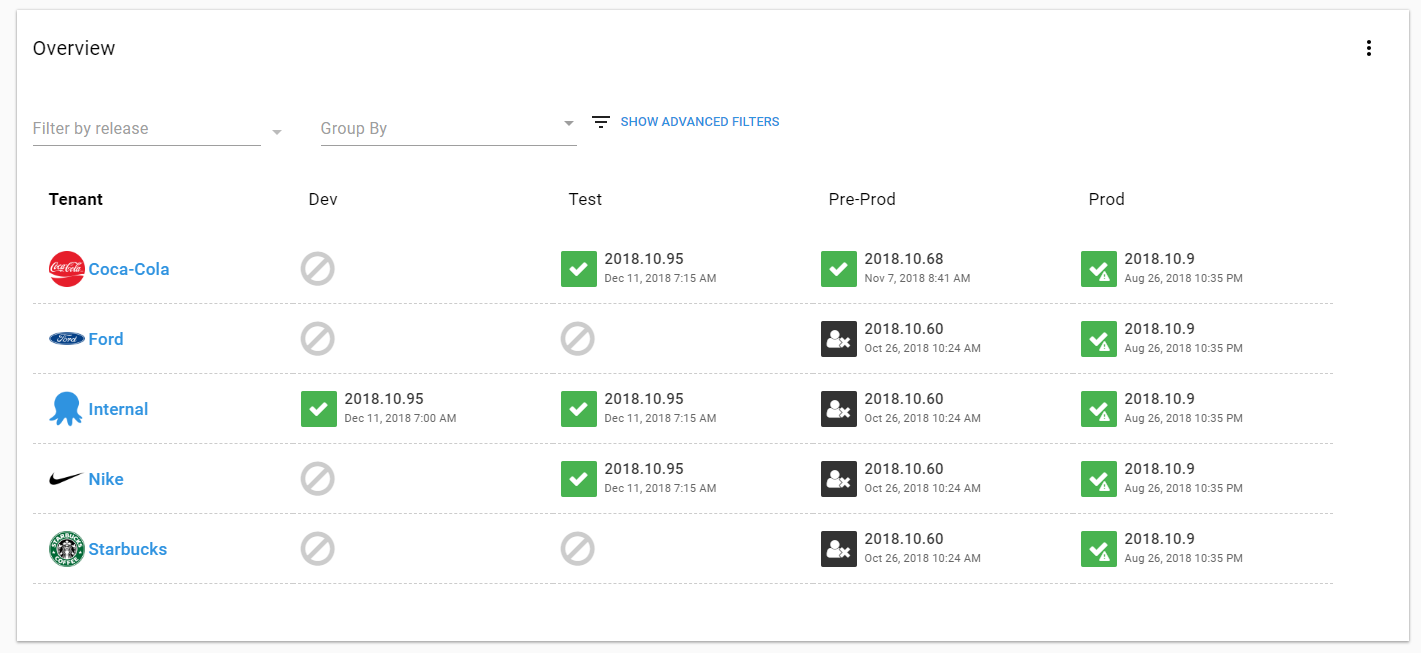 Overview
Filter by release
Group By
SHOW ADVANCED FILTERS
Tenant Dev Test Pre-Prod Prod
Coca-Cola
Coca-Cola
2018.10.95
Dec 11, 2018 7:15 AM
2018.10.68
Nov 7, 2018 8:41 AM
2018.10.9
Aug 26, 2018 10:35 PM
Ford
Ford
2018.10.60
Oct 26, 2018 10:24 AM
2018.10.9
Aug 26, 2018 10:35 PM
Internal
2018.10.95
Dec 11, 2018 7:00 AM
2018.10.95
Dec 11, 2018 7:15 AM
2018.10.60
Oct 26, 2018 10:24 AM
2018.10.9
Aug 26, 2018 10:35 PM
Nike
2018.10.95
Dec 11, 2018 7:15 AM
2018.10.60
Oct 26, 2018 10:24 AM
2018.10.9
Aug 26, 2018 10:35 PM
STARBUCKS
COFFEE
Starbucks
2018.10.60
Oct 26, 2018 10:24 AM
2018.10.9
Aug 26, 2018 10:35 PM